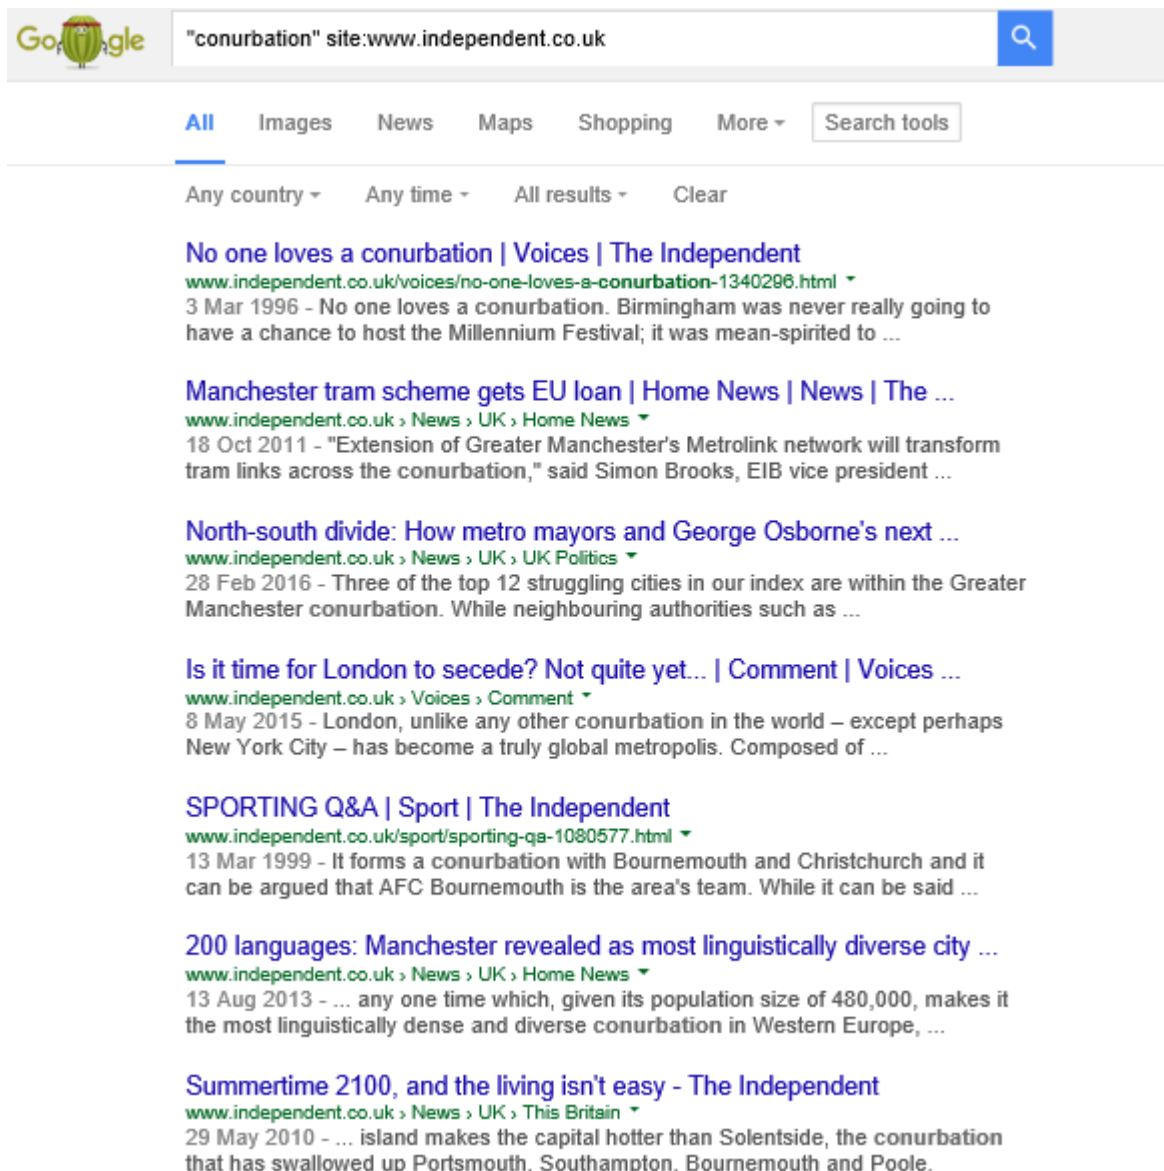 Google
"conurbation" site:www.independent.co.uk
All Images News Maps Shopping More Search tools
Any country Any time All results Clear
No one loves a conurbation | Voices | The Independent
www.independent.co.uk/voices/no-one-loves-a-conurbation-1340296.html
3 Mar 1996 - No one loves a conurbation. Birmingham was never really going to
have a chance to host the Millennium Festival; it was mean-spirited to ...
Manchester tram scheme gets EU loan | Home News | News | The ...
www.independent.co.uk › News › UK › Home News
18 Oct 2011 - "Extension of Greater Manchester's Metrolink network will transform
tram links across the conurbation," said Simon Brooks, EIB vice president ...
North-south divide: How metro mayors and George Osborne's next ...
www.independent.co.uk › News › UK › UK Politics
28 Feb 2016 - Three of the top 12 struggling cities in our index are within the Greater
Manchester conurbation. While neighbouring authorities such as ...
Is it time for London to secede? Not quite yet... | Comment | Voices ...
www.independent.co.uk › Voices › Comment
8 May 2015 - London, unlike any other conurbation in the world – except perhaps
New York City – has become a truly global metropolis. Composed of ...
SPORTING Q&A | Sport | The Independent
www.independent.co.uk/sport/sporting-qa-1080577.html
13 Mar 1999 - It forms a conurbation with Bournemouth and Christchurch and it
can be argued that AFC Bournemouth is the area's team. While it can be said ...
200 languages: Manchester revealed as most linguistically diverse city ...
www.independent.co.uk › News › UK › Home News
13 Aug 2013 - ... any one time which, given its population size of 480,000, makes it
the most linguistically dense and diverse conurbation in Western Europe, ...
Summertime 2100, and the living isn't easy - The Independent
www.independent.co.uk › News › UK › This Britain
29 May 2010 - ... island makes the capital hotter than Solentside, the conurbation
that has swallowed up Portsmouth, Southampton, Bournemouth and Poole.